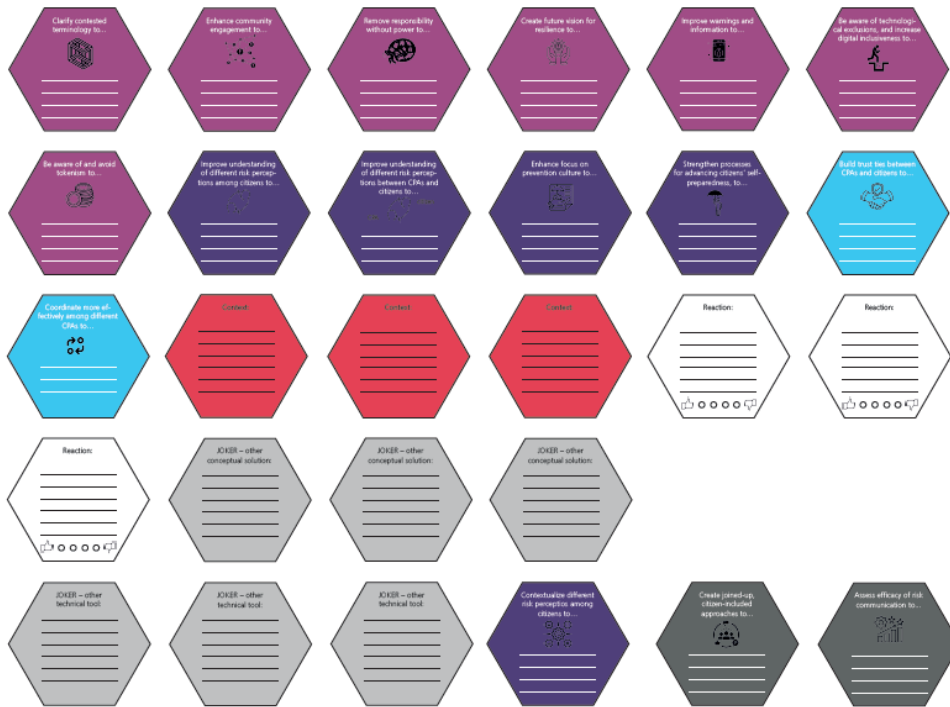 Clarify contested
terminology to...
Enhance community
engagement to...
Remove responsibility
without power to...
Create future vision for
resilience to...
Improve warnings and
information to...
Be aware of technologi-
cal exclusions, and increase
digital inclusiveness to...
Be aware of and avoid
tokenism to...
Improve understanding
of different risk percep-
tions among citizens to...
Improve understanding
of different risk percep-
tions between CPAs and
citizens to...
Enhance focus on
prevention culture to...
Strengthen processes
for advancing citizens' self-
preparedness, to...
Build trust ties between
CPAs and citizens to...
Coordinate more ef-
fectively among different
CPAs to...
Context:
Context:
Context:
Reaction:
Reaction:
Reaction:
JOKER – other
conceptual solution:
JOKER – other
conceptual solution:
JOKER – other
conceptual solution:
JOKER – other
technical tool:
JOKER – other
technical tool:
JOKER – other
technical tool:
Contextualize different
risk perceptios among
citizens to...
Create joined-up,
citizen-included
approaches to...
Assess efficacy of risk
communication to...